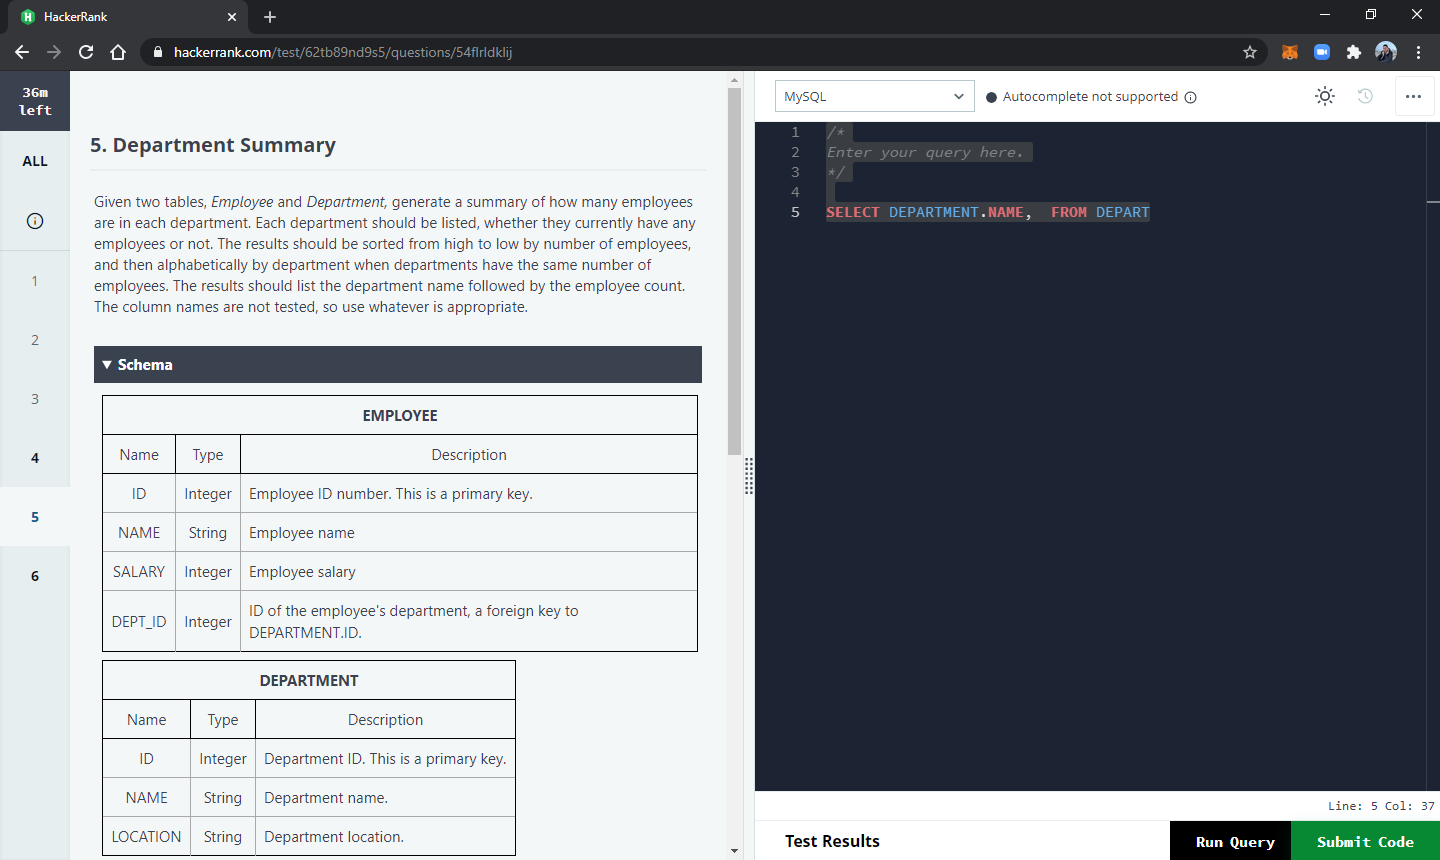 HackerRank
hackerrank.com/test/62tb89nd9s5/questions/54flrldklij
36m
left
ALL
1
2
3
4
5
6
5. Department Summary
Given two tables, Employee and Department, generate a summary of how many employees
are in each department. Each department should be listed, whether they currently have any
employees or not. The results should be sorted from high to low by number of employees,
and then alphabetically by department when departments have the same number of
employees. The results should list the department name followed by the employee count.
The column names are not tested, so use whatever is appropriate.
Schema
EMPLOYEE
Name Type Description
ID Integer Employee ID number. This is a primary key.
NAME String Employee name
SALARY Integer Employee salary
DEPT_ID Integer ID of the employee's department, a foreign key to
DEPARTMENT.ID.
DEPARTMENT
Name Type Description
ID Integer Department ID. This is a primary key.
NAME String Department name.
LOCATION String Department location.
MySQL
Autocomplete not supported
1 /*
2 Enter your query here.
3 */
4
5 SELECT DEPARTMENT.NAME,  FROM DEPART
Line: 5 Col: 37
Test Results
Run Query
Submit Code